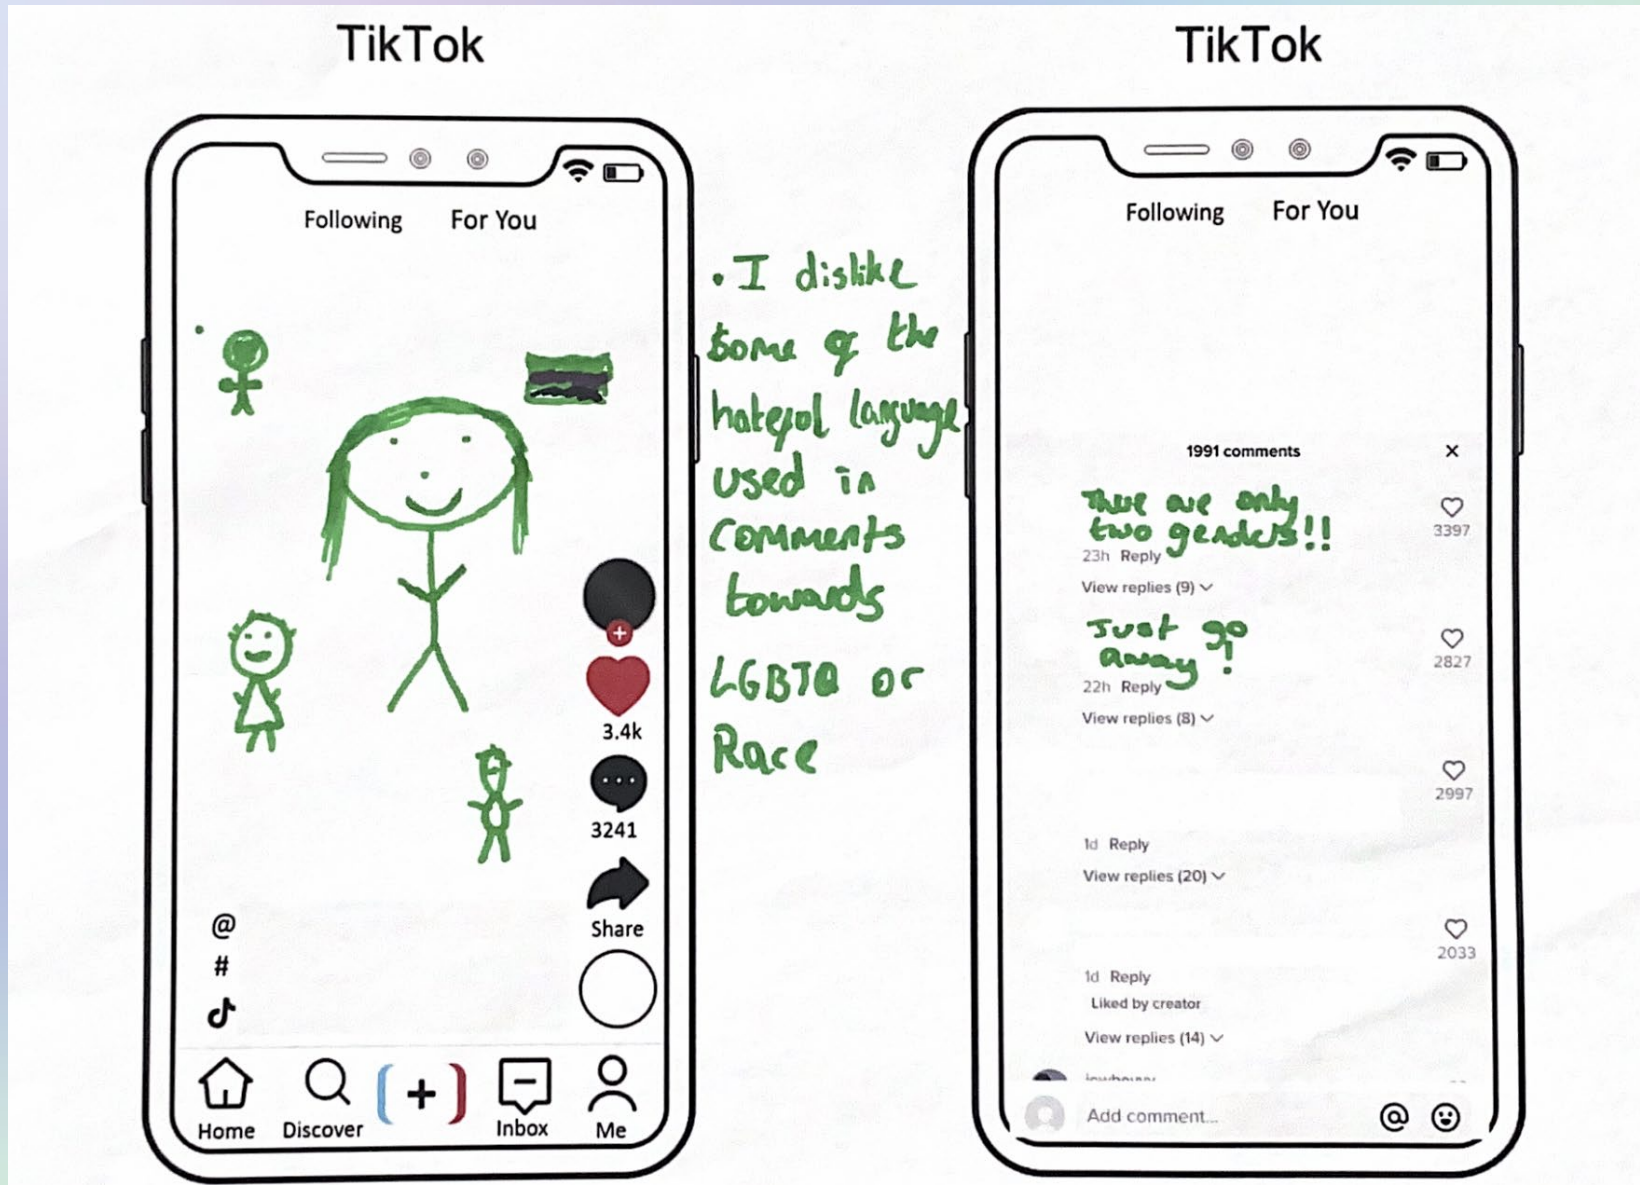 TikTok
Following For You
3.4k
3241
Share
@
#
Home Discover + Inbox Me
. I dislike
some of the
hateful language
used in
comments
towards
LGBTQ or
Race
TikTok
Following For You
1991 comments ×
There are only
two genders!!
3397
23h Reply
View replies (9)
Just go
away!
2827
22h Reply
View replies (8)
2997
1d Reply
View replies (20)
2033
1d Reply
Liked by creator
View replies (14)
Add comment... @